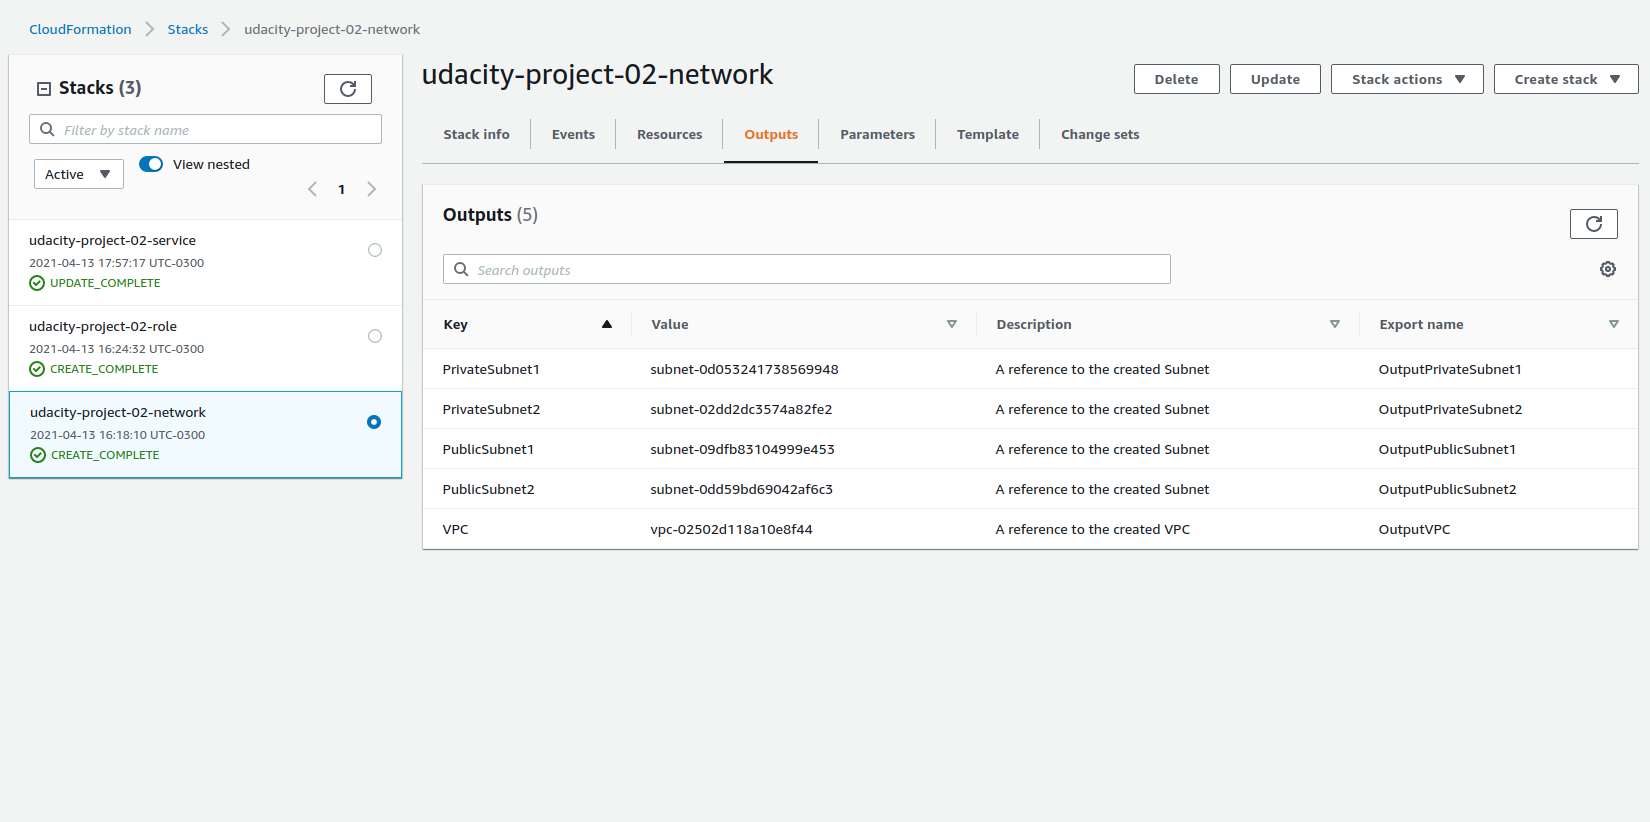 CloudFormation > Stacks > udacity-project-02-network
Stacks (3)
Filter by stack name
Active
View nested
1
udacity-project-02-service
2021-04-13 17:57:17 UTC-0300
UPDATE_COMPLETE
udacity-project-02-role
2021-04-13 16:24:32 UTC-0300
CREATE_COMPLETE
udacity-project-02-network
2021-04-13 16:18:10 UTC-0300
CREATE_COMPLETE
udacity-project-02-network
Delete Update Stack actions Create stack
Stack info Events Resources Outputs Parameters Template Change sets
Outputs (5)
Search outputs
Key Value Description Export name
PrivateSubnet1 subnet-0d053241738569948 A reference to the created Subnet OutputPrivateSubnet1
PrivateSubnet2 subnet-02dd2dc3574a82fe2 A reference to the created Subnet OutputPrivateSubnet2
PublicSubnet1 subnet-09dfb83104999e453 A reference to the created Subnet OutputPublicSubnet1
PublicSubnet2 subnet-0dd59bd69042af6c3 A reference to the created Subnet OutputPublicSubnet2
VPC vpc-02502d118a10e8f44 A reference to the created VPC OutputVPC